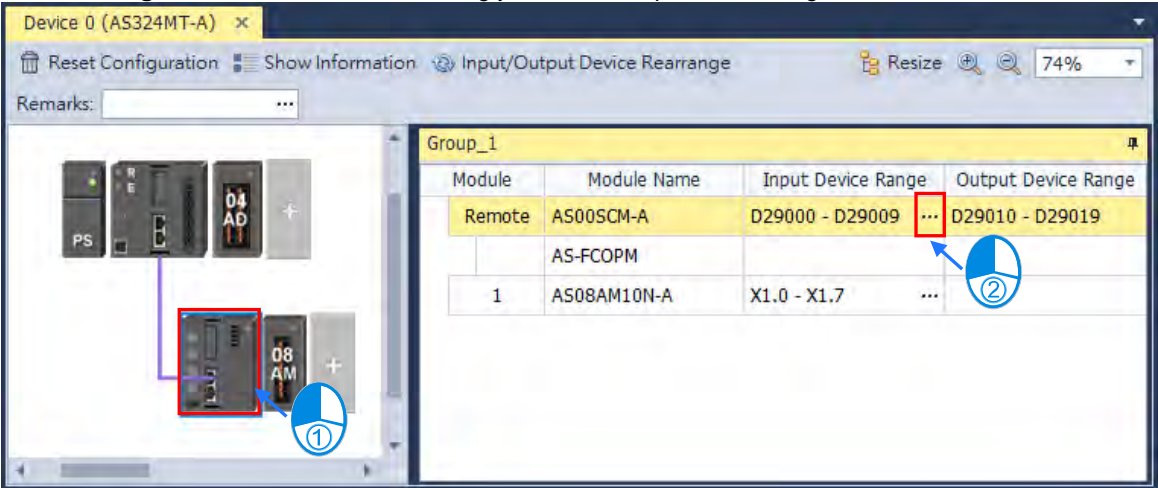 Device 0 (AS324MT-A) ×
Reset Configuration Show Information Input/Output Device Rearrange Resize 74%
Remarks: ...
Group_1
Module Module Name Input Device Range Output Device Range
Remote AS00SCM-A D29000 - D29009 ... D29010 - D29019
AS-FCOPM
1 AS08AM10N-A X1.0 - X1.7 ...
PS
R
E
04
AD
+
08
AM
+
①
②